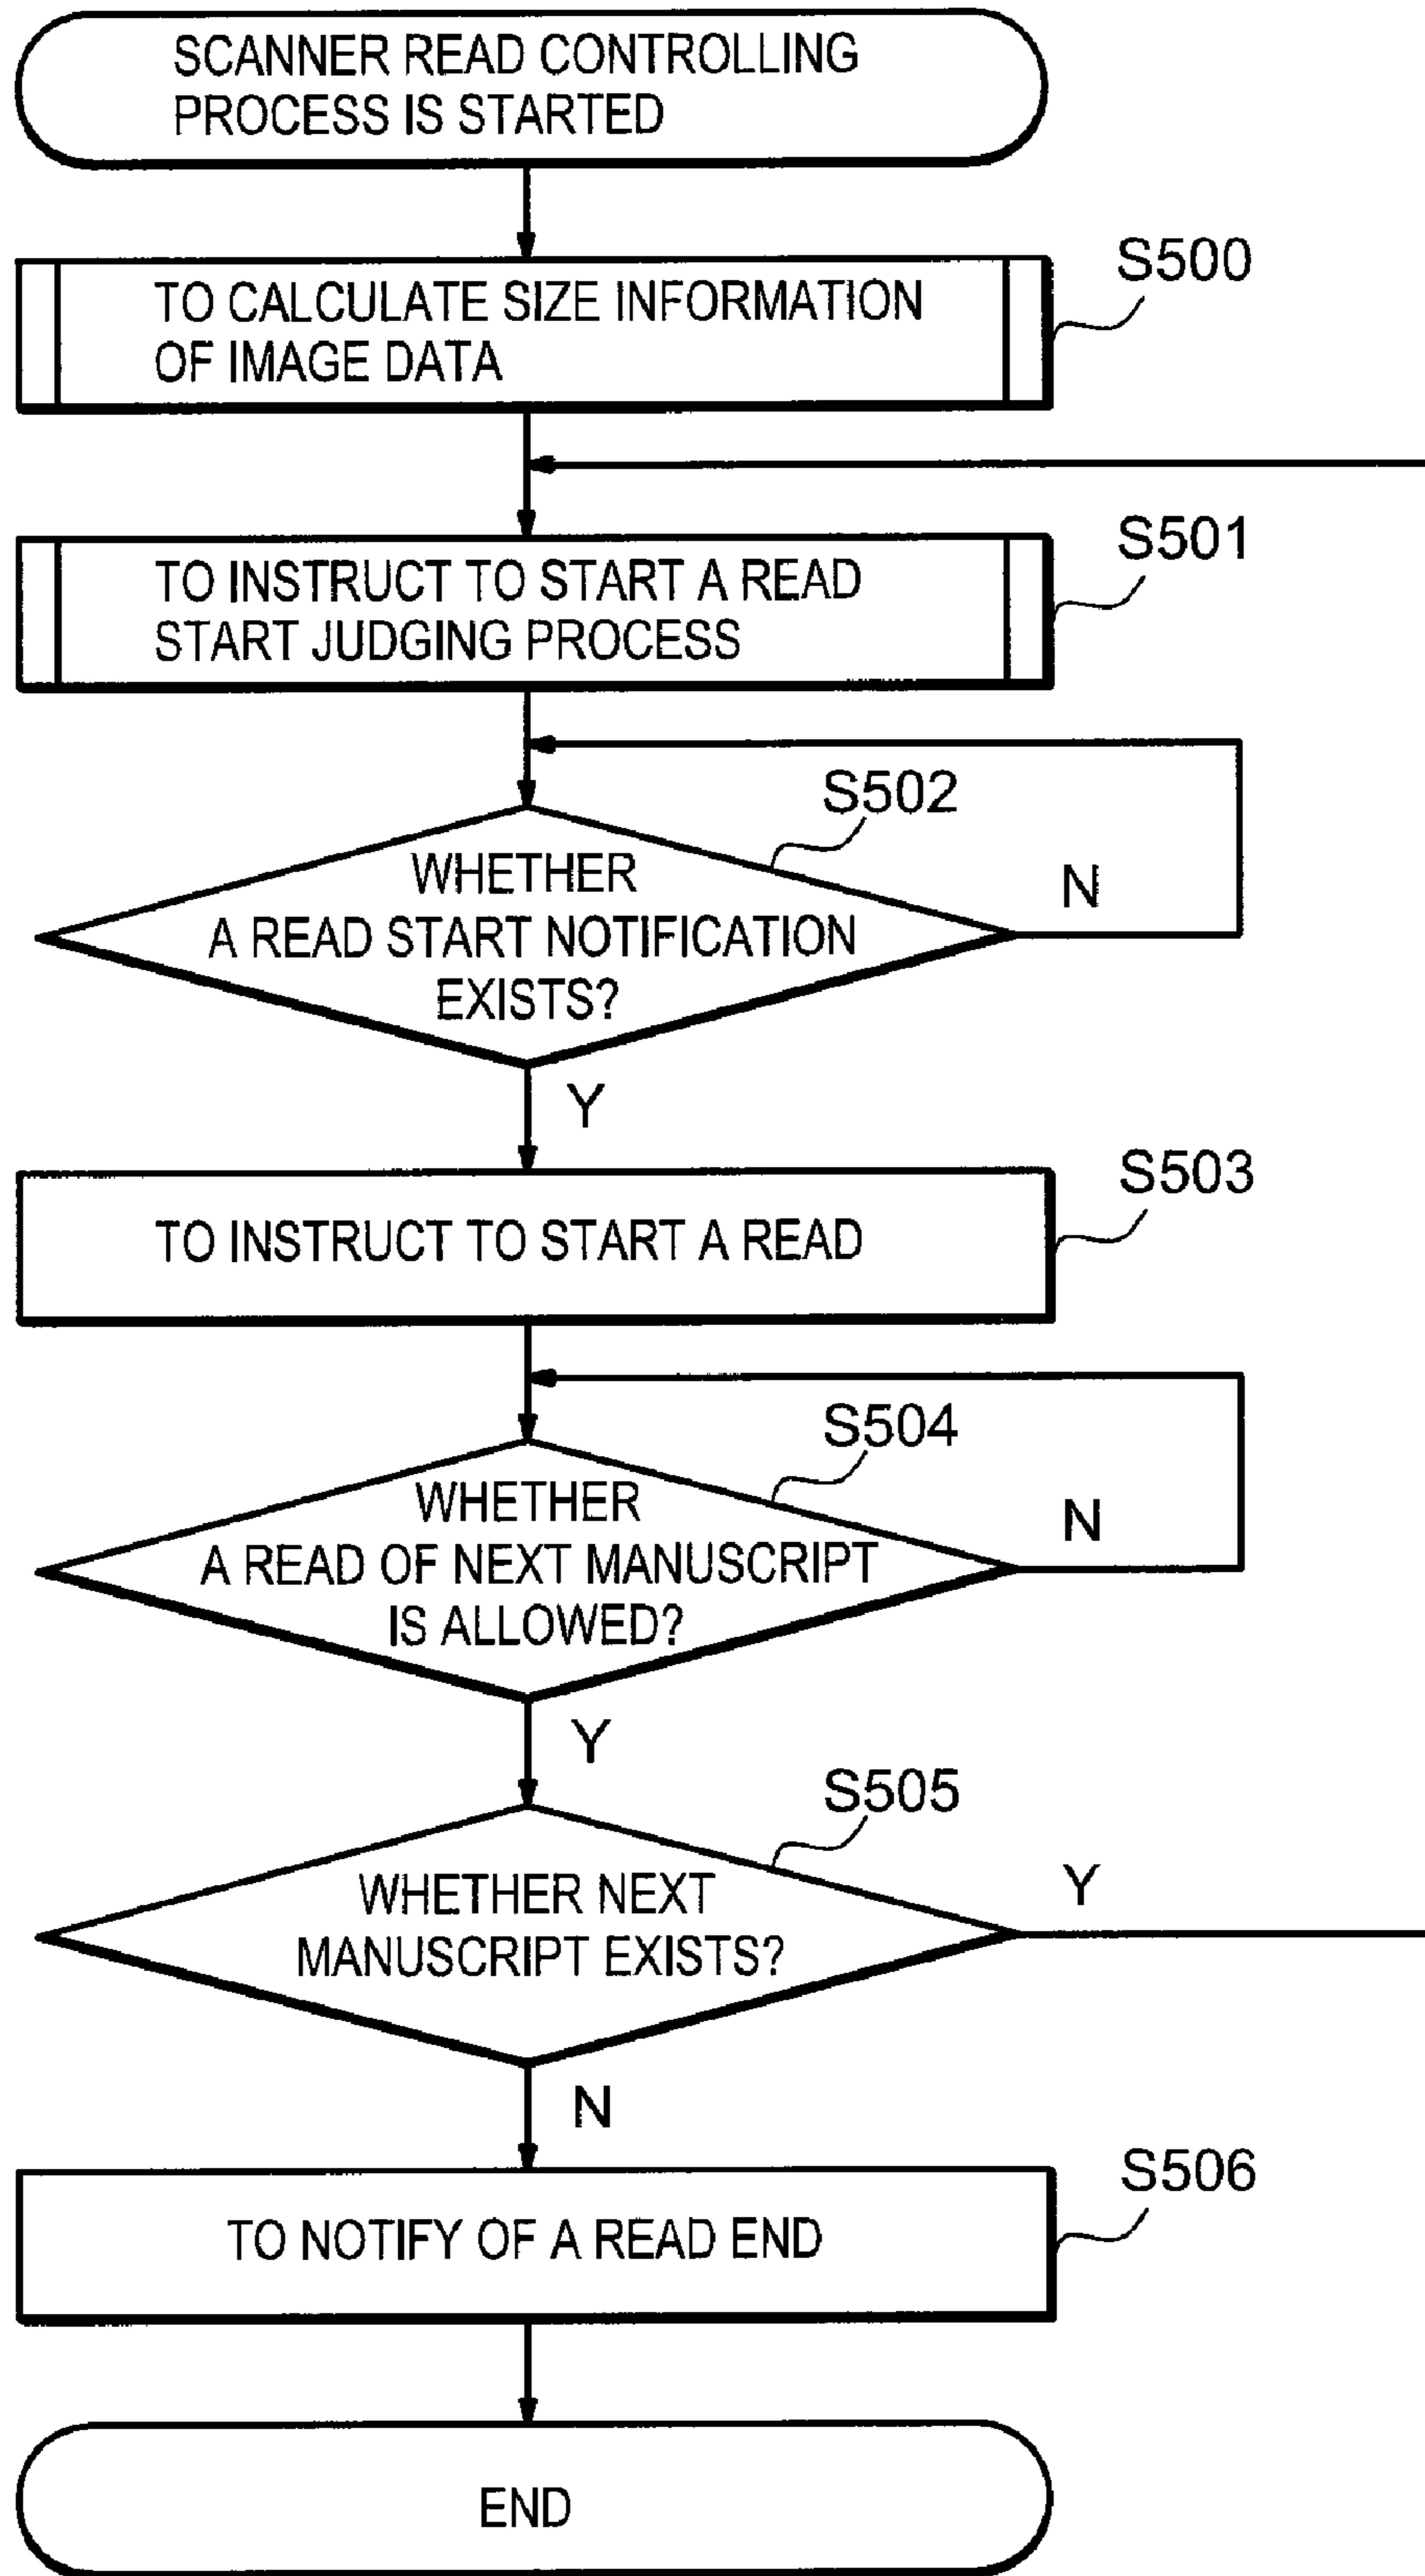 SCANNER READ CONTROLLING
PROCESS IS STARTED
S500
TO CALCULATE SIZE INFORMATION
OF IMAGE DATA
S501
TO INSTRUCT TO START A READ
START JUDGING PROCESS
S502
WHETHER
A READ START NOTIFICATION
EXISTS?
N
Y
S503
TO INSTRUCT TO START A READ
S504
WHETHER
A READ OF NEXT MANUSCRIPT
IS ALLOWED?
N
Y
S505
WHETHER NEXT
MANUSCRIPT EXISTS?
Y
N
S506
TO NOTIFY OF A READ END
END